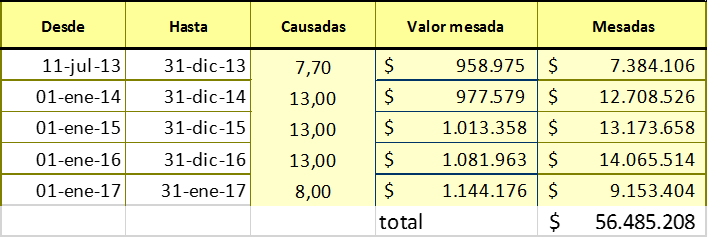 Desde Hasta Causadas Valor mesada Mesadas
11-jul-13 31-dic-13 7,70 $ 958.975 $ 7.384.106
01-ene-14 31-dic-14 13,00 $ 977.579 $ 12.708.526
01-ene-15 31-dic-15 13,00 $ 1.013.358 $ 13.173.658
01-ene-16 31-dic-16 13,00 $ 1.081.963 $ 14.065.514
01-ene-17 31-ene-17 8,00 $ 1.144.176 $ 9.153.404
total $ 56.485.208